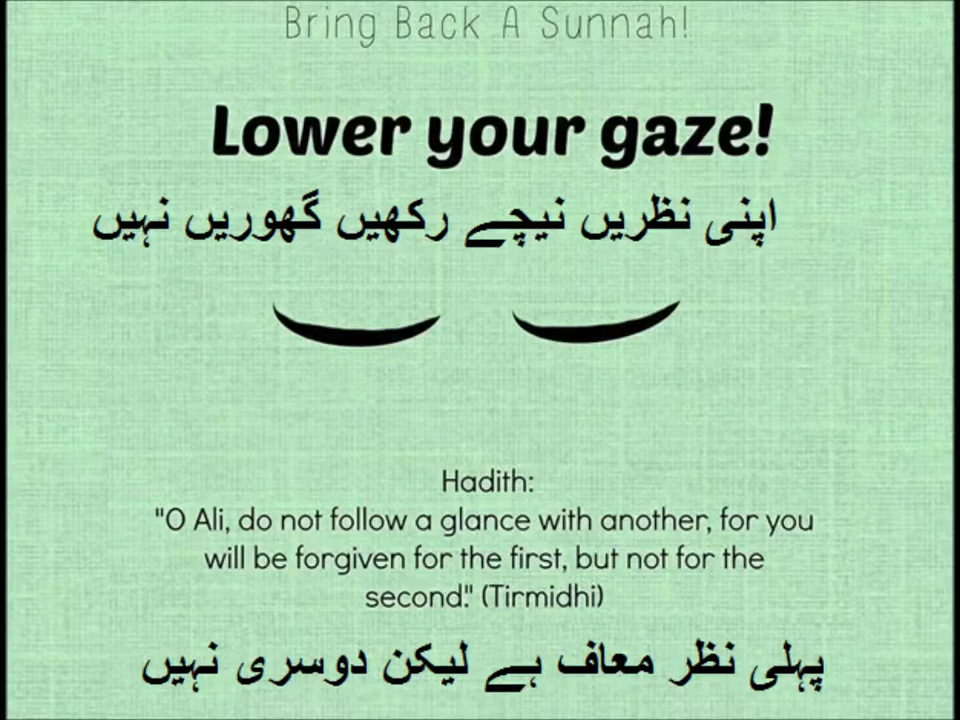 Bring Back A Sunnah!
Lower your gaze!
اپنی نظریں نیچے رکھیں گھوریں نہیں
Hadith:
"O Ali, do not follow a glance with another, for you
will be forgiven for the first, but not for the
second." (Tirmidhi)
پہلی نظر معاف ہے لیکن دوسری نہیں